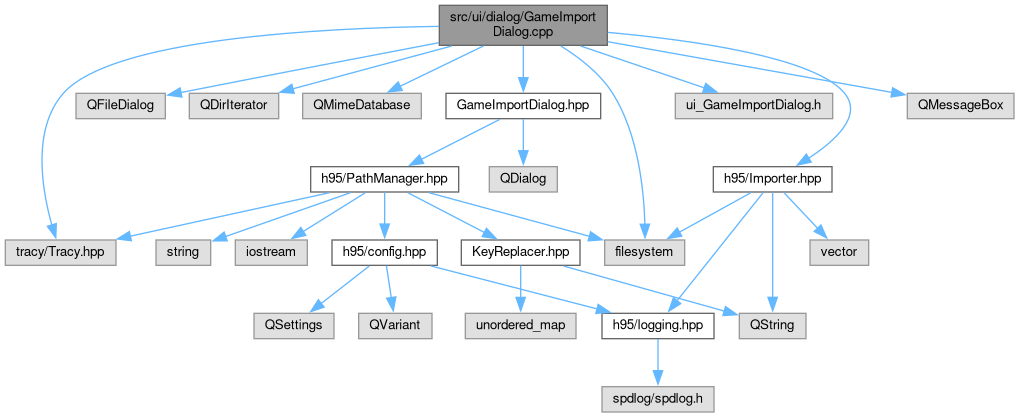 src/ui/dialog/GameImport
Dialog.cpp
QFileDialog
QDirIterator
QMimeDatabase
GameImportDialog.hpp
ui_GameImportDialog.h
QMessageBox
h95/PathManager.hpp
QDialog
h95/Importer.hpp
tracy/Tracy.hpp
string
iostream
h95/config.hpp
KeyReplacer.hpp
filesystem
vector
QSettings
QVariant
unordered_map
h95/logging.hpp
QString
spdlog/spdlog.h